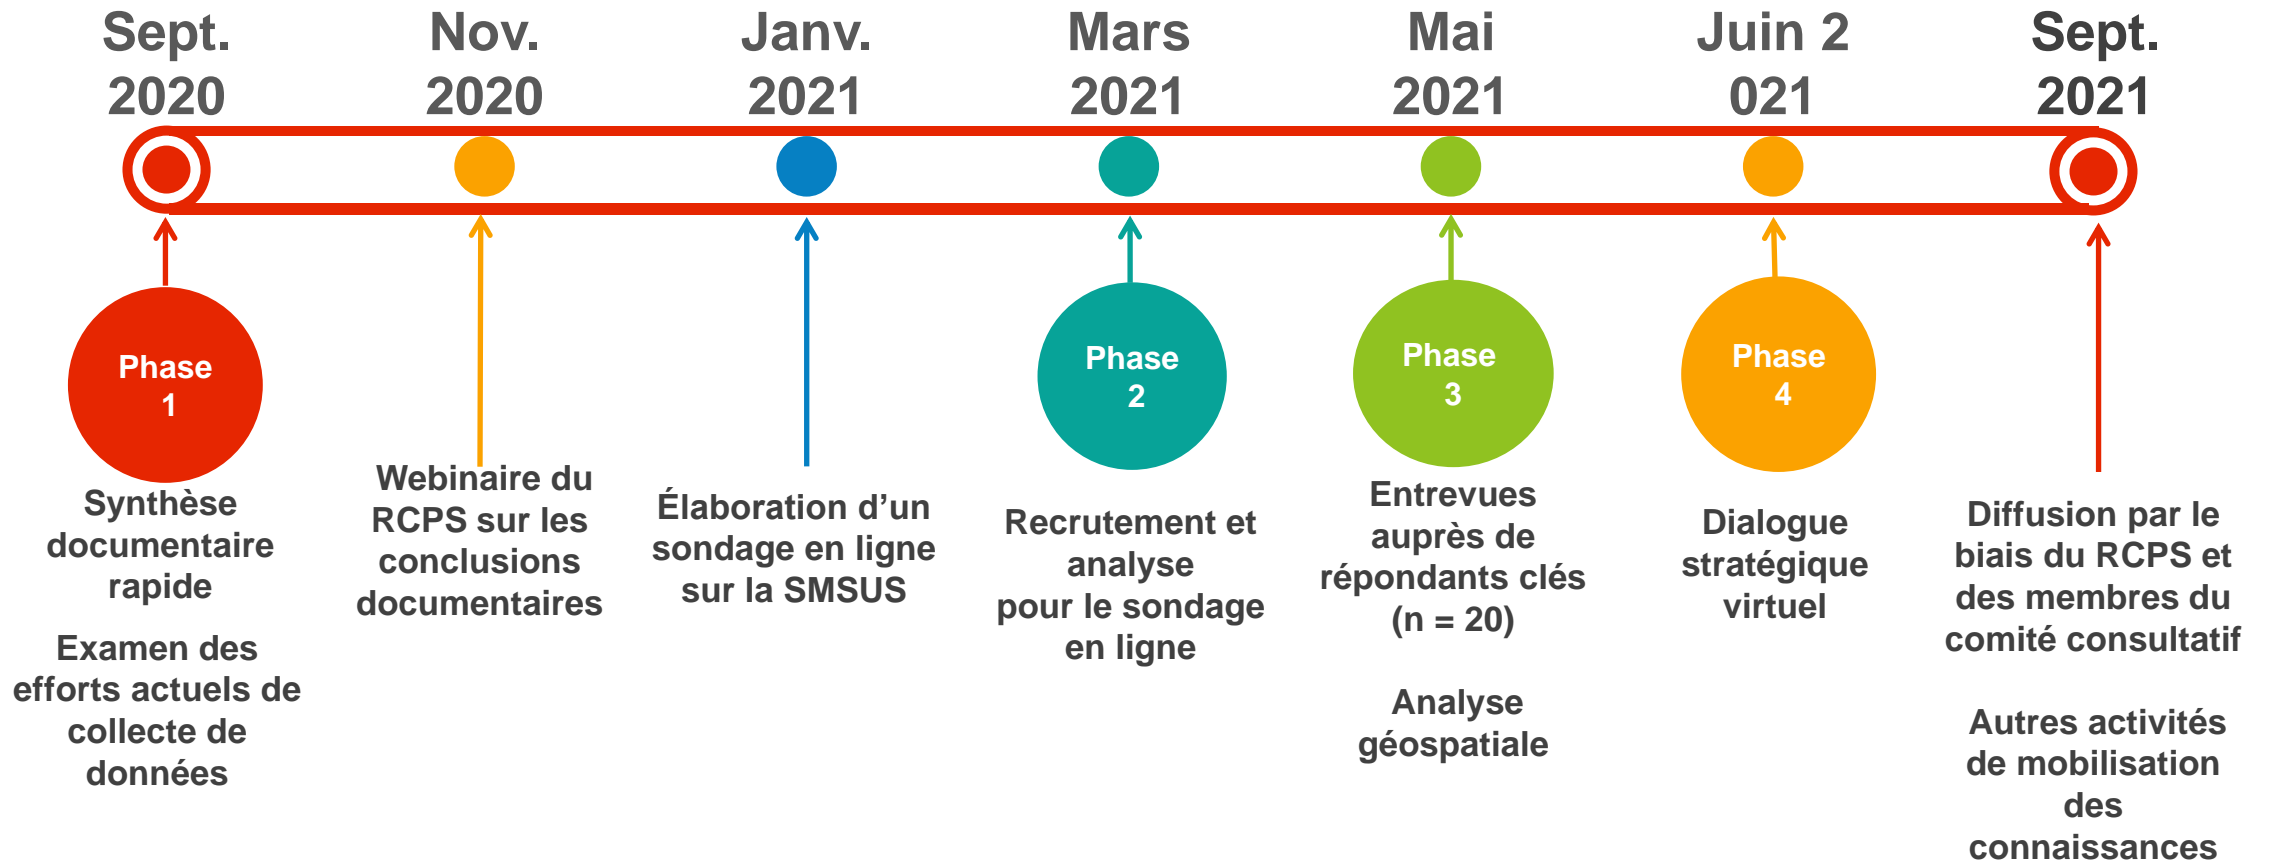 Sept.
2020
Nov.
2020
Janv.
2021
Mars
2021
Mai
2021
Juin 2
021
Sept.
2021
Phase
1
Synthèse
documentaire
rapide
Examen des
efforts actuels de
collecte de
données
Webinaire du
RCPS sur les
conclusions
documentaires
Élaboration d’un
sondage en ligne
sur la SMSUS
Phase
2
Recrutement et
analyse
pour le sondage
en ligne
Phase
3
Entrevues
auprès de
répondants clés
(n = 20)
Analyse
géospatiale
Phase
4
Dialogue
stratégique
virtuel
Diffusion par le
biais du RCPS et
des membres du
comité consultatif
Autres activités
de mobilisation
des
connaissances